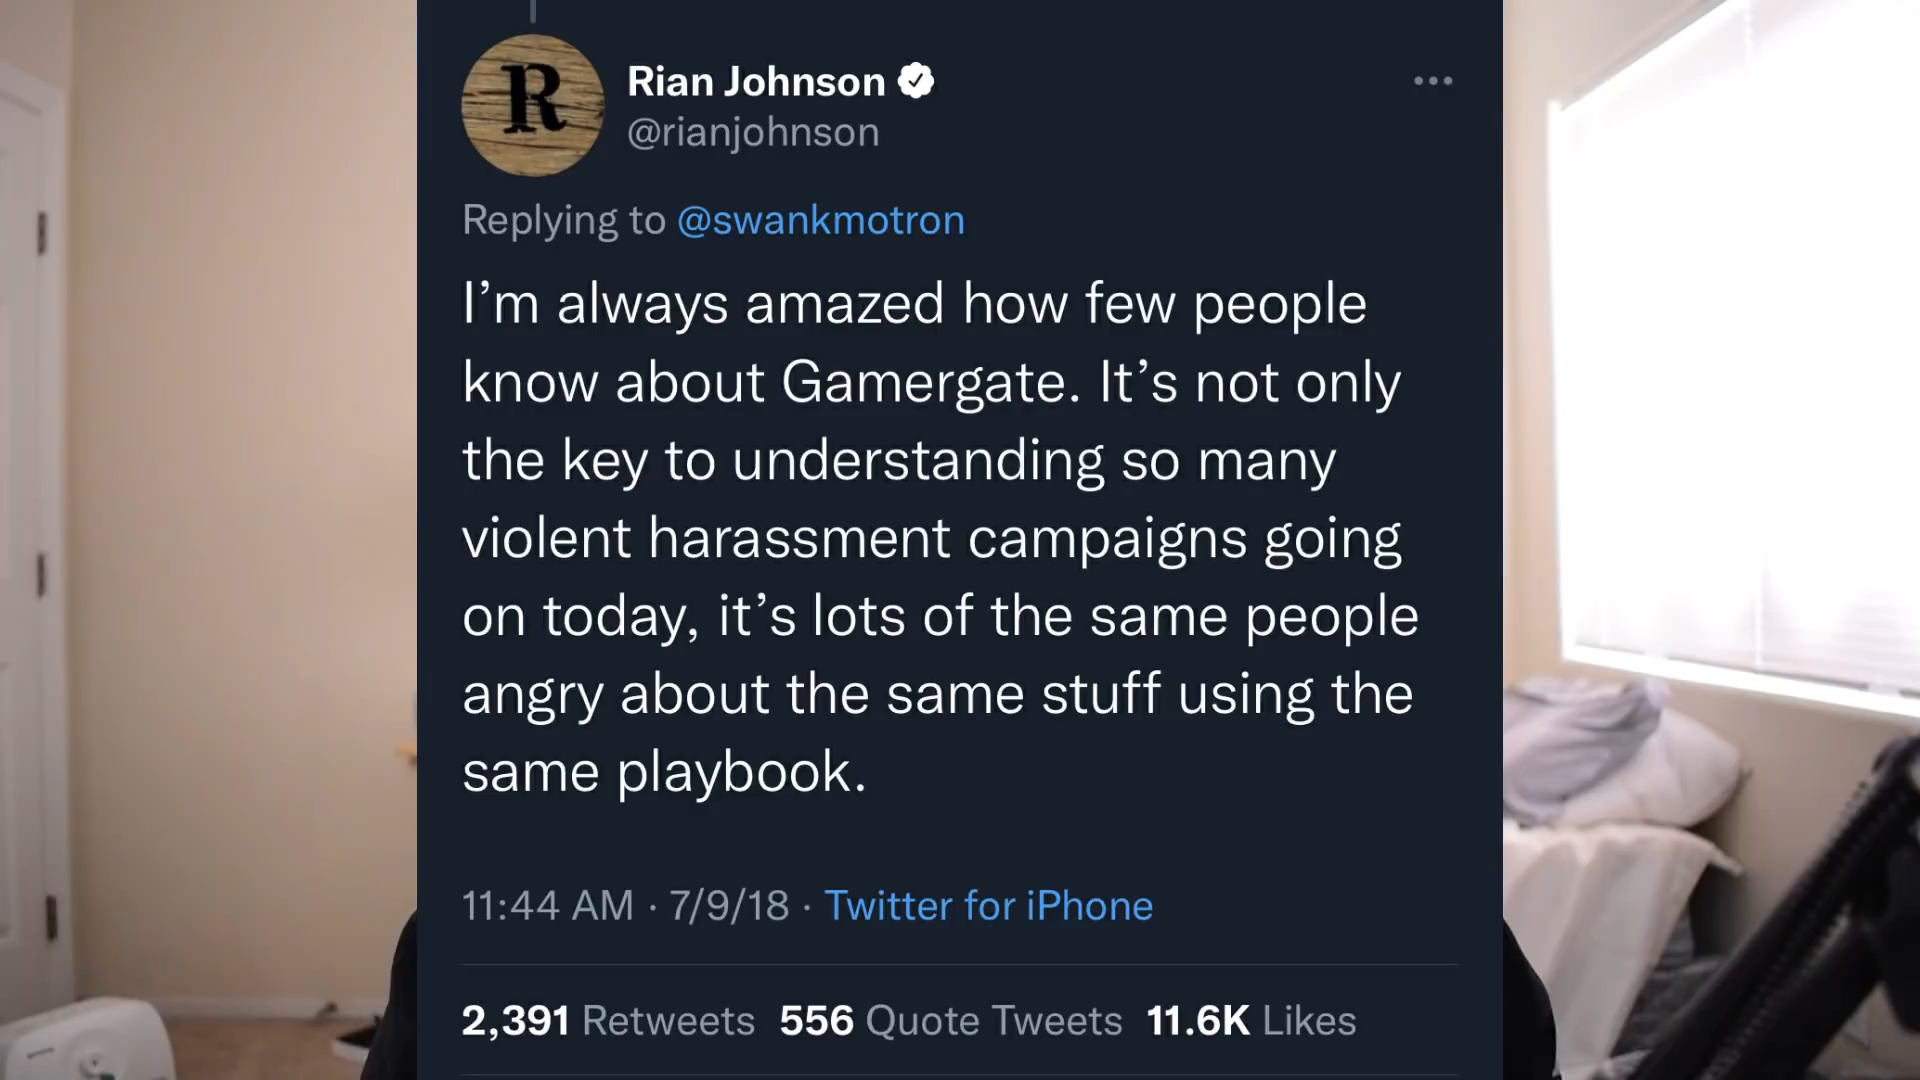 R
Rian Johnson
@rianjohnson
Replying to @swankmotron
I’m always amazed how few people
know about Gamergate. It’s not only
the key to understanding so many
violent harassment campaigns going
on today, it’s lots of the same people
angry about the same stuff using the
same playbook.
11:44 AM · 7/9/18 · Twitter for iPhone
2,391 Retweets 556 Quote Tweets 11.6K Likes